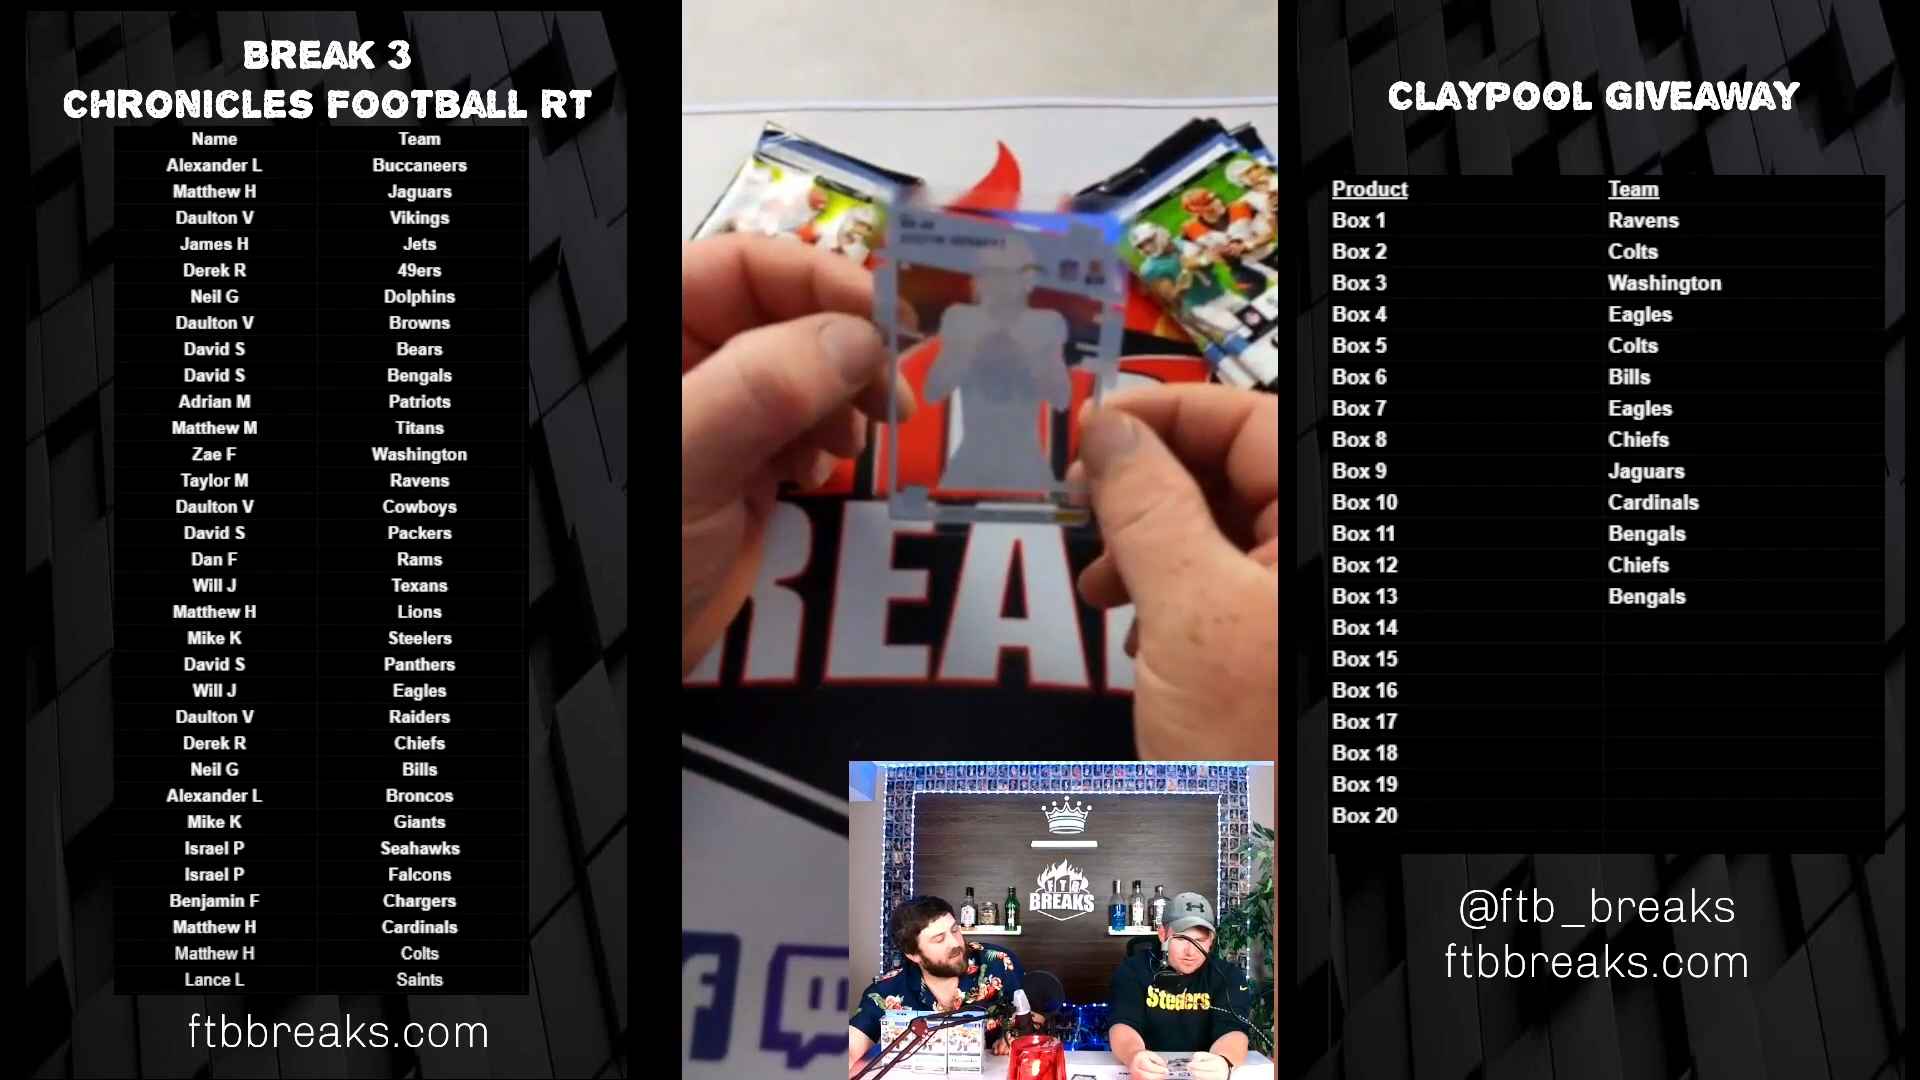 BREAK 3
CHRONICLES FOOTBALL RT
Name Team
Alexander L Buccaneers
Matthew H Jaguars
Daulton V Vikings
James H Jets
Derek R 49ers
Neil G Dolphins
Daulton V Browns
David S Bears
David S Bengals
Adrian M Patriots
Matthew M Titans
Zae F Washington
Taylor M Ravens
Daulton V Cowboys
David S Packers
Dan F Rams
Will J Texans
Matthew H Lions
Mike K Steelers
David S Panthers
Will J Eagles
Daulton V Raiders
Derek R Chiefs
Neil G Bills
Alexander L Broncos
Mike K Giants
Israel P Seahawks
Israel P Falcons
Benjamin F Chargers
Matthew H Cardinals
Matthew H Colts
Lance L Saints
ftbbreaks.com
FTB
BREAKS
Steelers
CLAYPOOL GIVEAWAY
Product Team
Box 1 Ravens
Box 2 Colts
Box 3 Washington
Box 4 Eagles
Box 5 Colts
Box 6 Bills
Box 7 Eagles
Box 8 Chiefs
Box 9 Jaguars
Box 10 Cardinals
Box 11 Bengals
Box 12 Chiefs
Box 13 Bengals
Box 14
Box 15
Box 16
Box 17
Box 18
Box 19
Box 20
@ftb_breaks
ftbbreaks.com